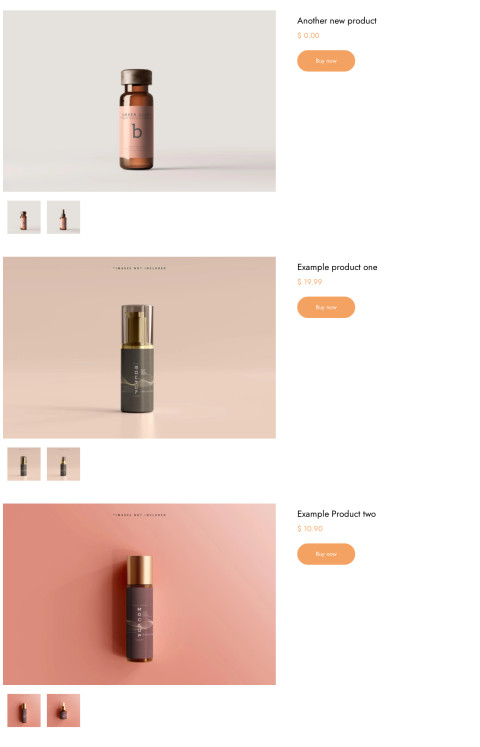 Another new product
$ 0.00
Buy now
b
Example product one
$ 19.99
Buy now
*IMAGES NOT INCLUDED
Example Product two
$ 10.90
Buy now
*IMAGES NOT INCLUDED